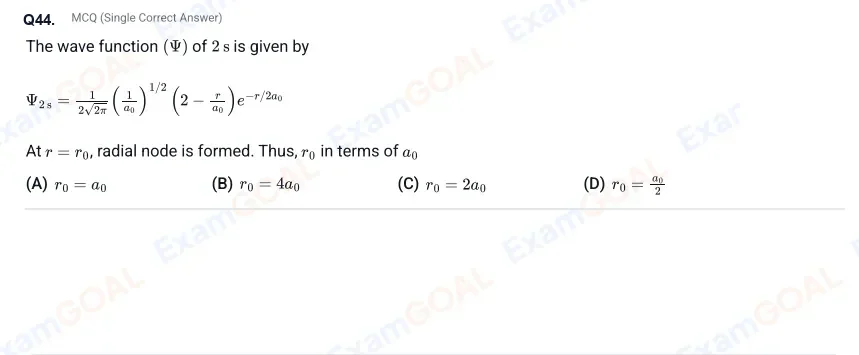 Q44. MCQ (Single Correct Answer)
The wave function (Ψ) of 2 s is given by
Ψ₂ₛ = 1/(2√2π) (1/a₀)^1/2 (2 − r/a₀) e^−r/2a₀
At r = r₀, radial node is formed. Thus, r₀ in terms of a₀
(A) r₀ = a₀ (B) r₀ = 4a₀ (C) r₀ = 2a₀ (D) r₀ = a₀/2